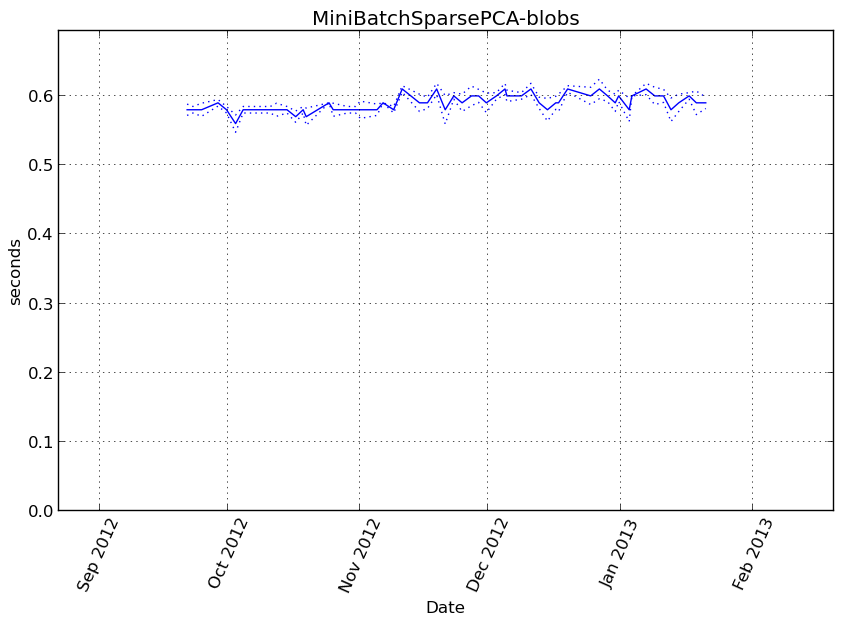 MiniBatchSparsePCA-blobs
0.6
0.5
0.4
0.3
0.2
0.1
0.0
seconds
Sep 2012
Oct 2012
Nov 2012
Dec 2012
Jan 2013
Feb 2013
Date